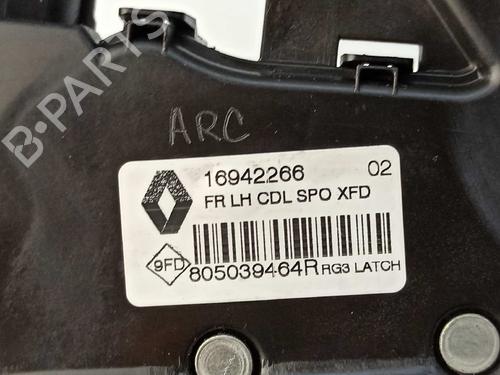 B-PARTS
ARC
16942266 02
FR LH CDL SPO XFD
9FD
805039464R RG3 LATCH